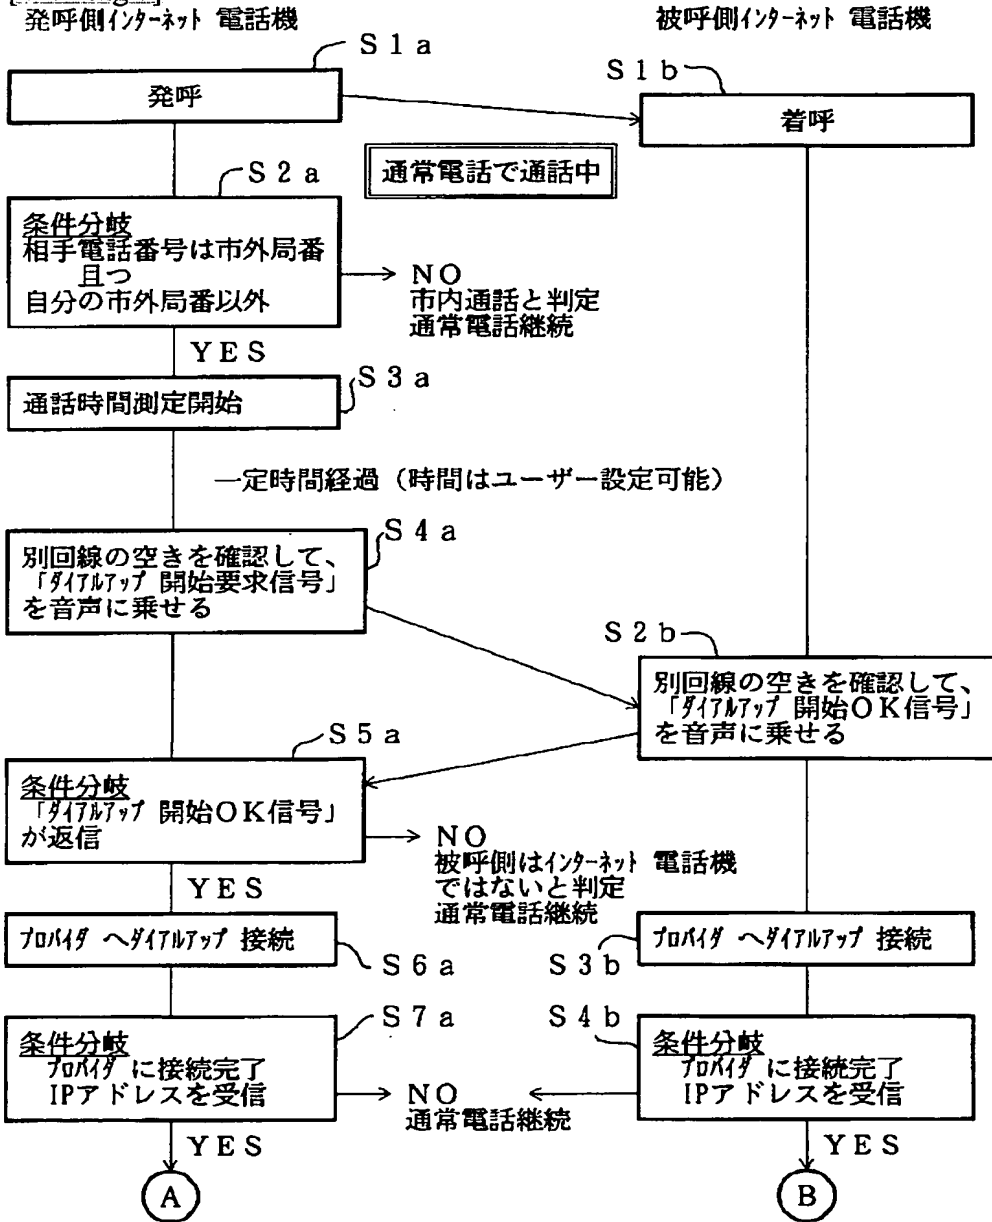 発呼側インターネット 電話機
被呼側インターネット 電話機
S1a
S1b
発呼
着呼
通常電話で通話中
S2a
条件分岐
相手電話番号は市外局番
且つ
自分の市外局番以外
NO
市内通話と判定
通常電話継続
YES
S3a
通話時間測定開始
一定時間経過（時間はユーザー設定可能）
S4a
別回線の空きを確認して、
「ダイアルアップ 開始要求信号」
を音声に乗せる
S2b
別回線の空きを確認して、
「ダイアルアップ 開始OK信号」
を音声に乗せる
S5a
条件分岐
「ダイアルアップ 開始OK信号」
が返信
NO
被呼側はインターネット 電話機
ではないと判定
通常電話継続
YES
プロバイダ へダイアルアップ 接続
S6a
S3b
プロバイダ へダイアルアップ 接続
S7a
S4b
条件分岐
プロバイダ に接続完了
IPアドレスを受信
NO
通常電話継続
条件分岐
プロバイダ に接続完了
IPアドレスを受信
YES
YES
A
B